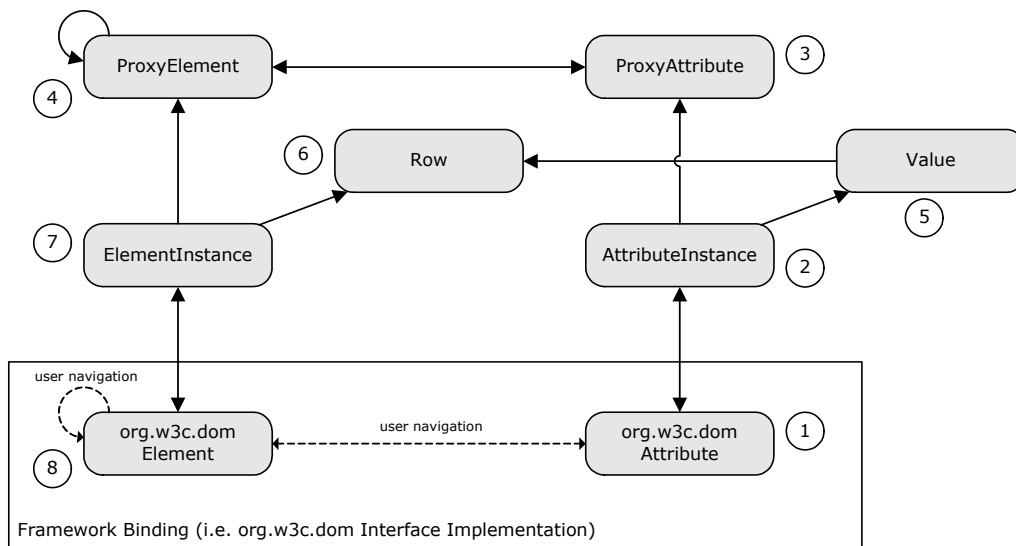 ProxyElement
ProxyAttribute
3
4
6
Row
Value
5
7
ElementInstance
AttributeInstance
2
user navigation
org.w3c.dom
Element
user navigation
org.w3c.dom
Attribute
1
8
Framework Binding (i.e. org.w3c.dom Interface Implementation)